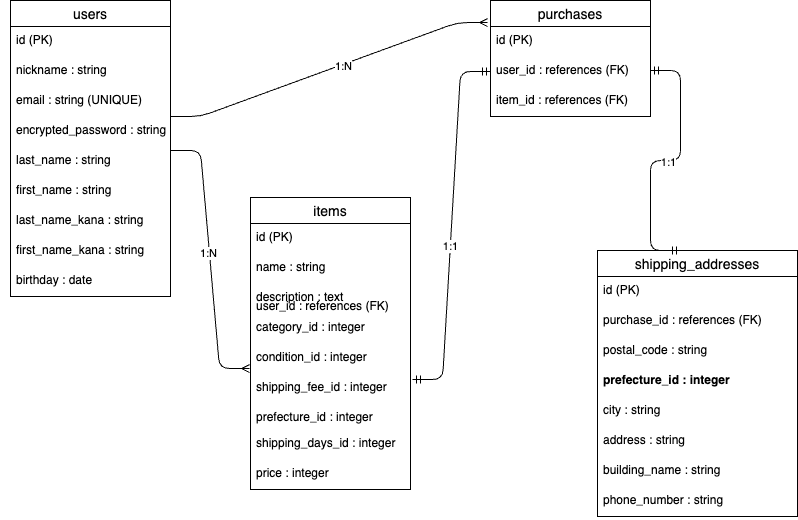 users
id (PK)
nickname : string
email : string (UNIQUE)
encrypted_password : string
last_name : string
first_name : string
last_name_kana : string
first_name_kana : string
birthday : date
1:N
1:N
purchases
id (PK)
user_id : references (FK)
item_id : references (FK)
1:1
1:1
items
id (PK)
name : string
description : text
user_id : references (FK)
category_id : integer
condition_id : integer
shipping_fee_id : integer
prefecture_id : integer
shipping_days_id : integer
price : integer
shipping_addresses
id (PK)
purchase_id : references (FK)
postal_code : string
prefecture_id : integer
city : string
address : string
building_name : string
phone_number : string